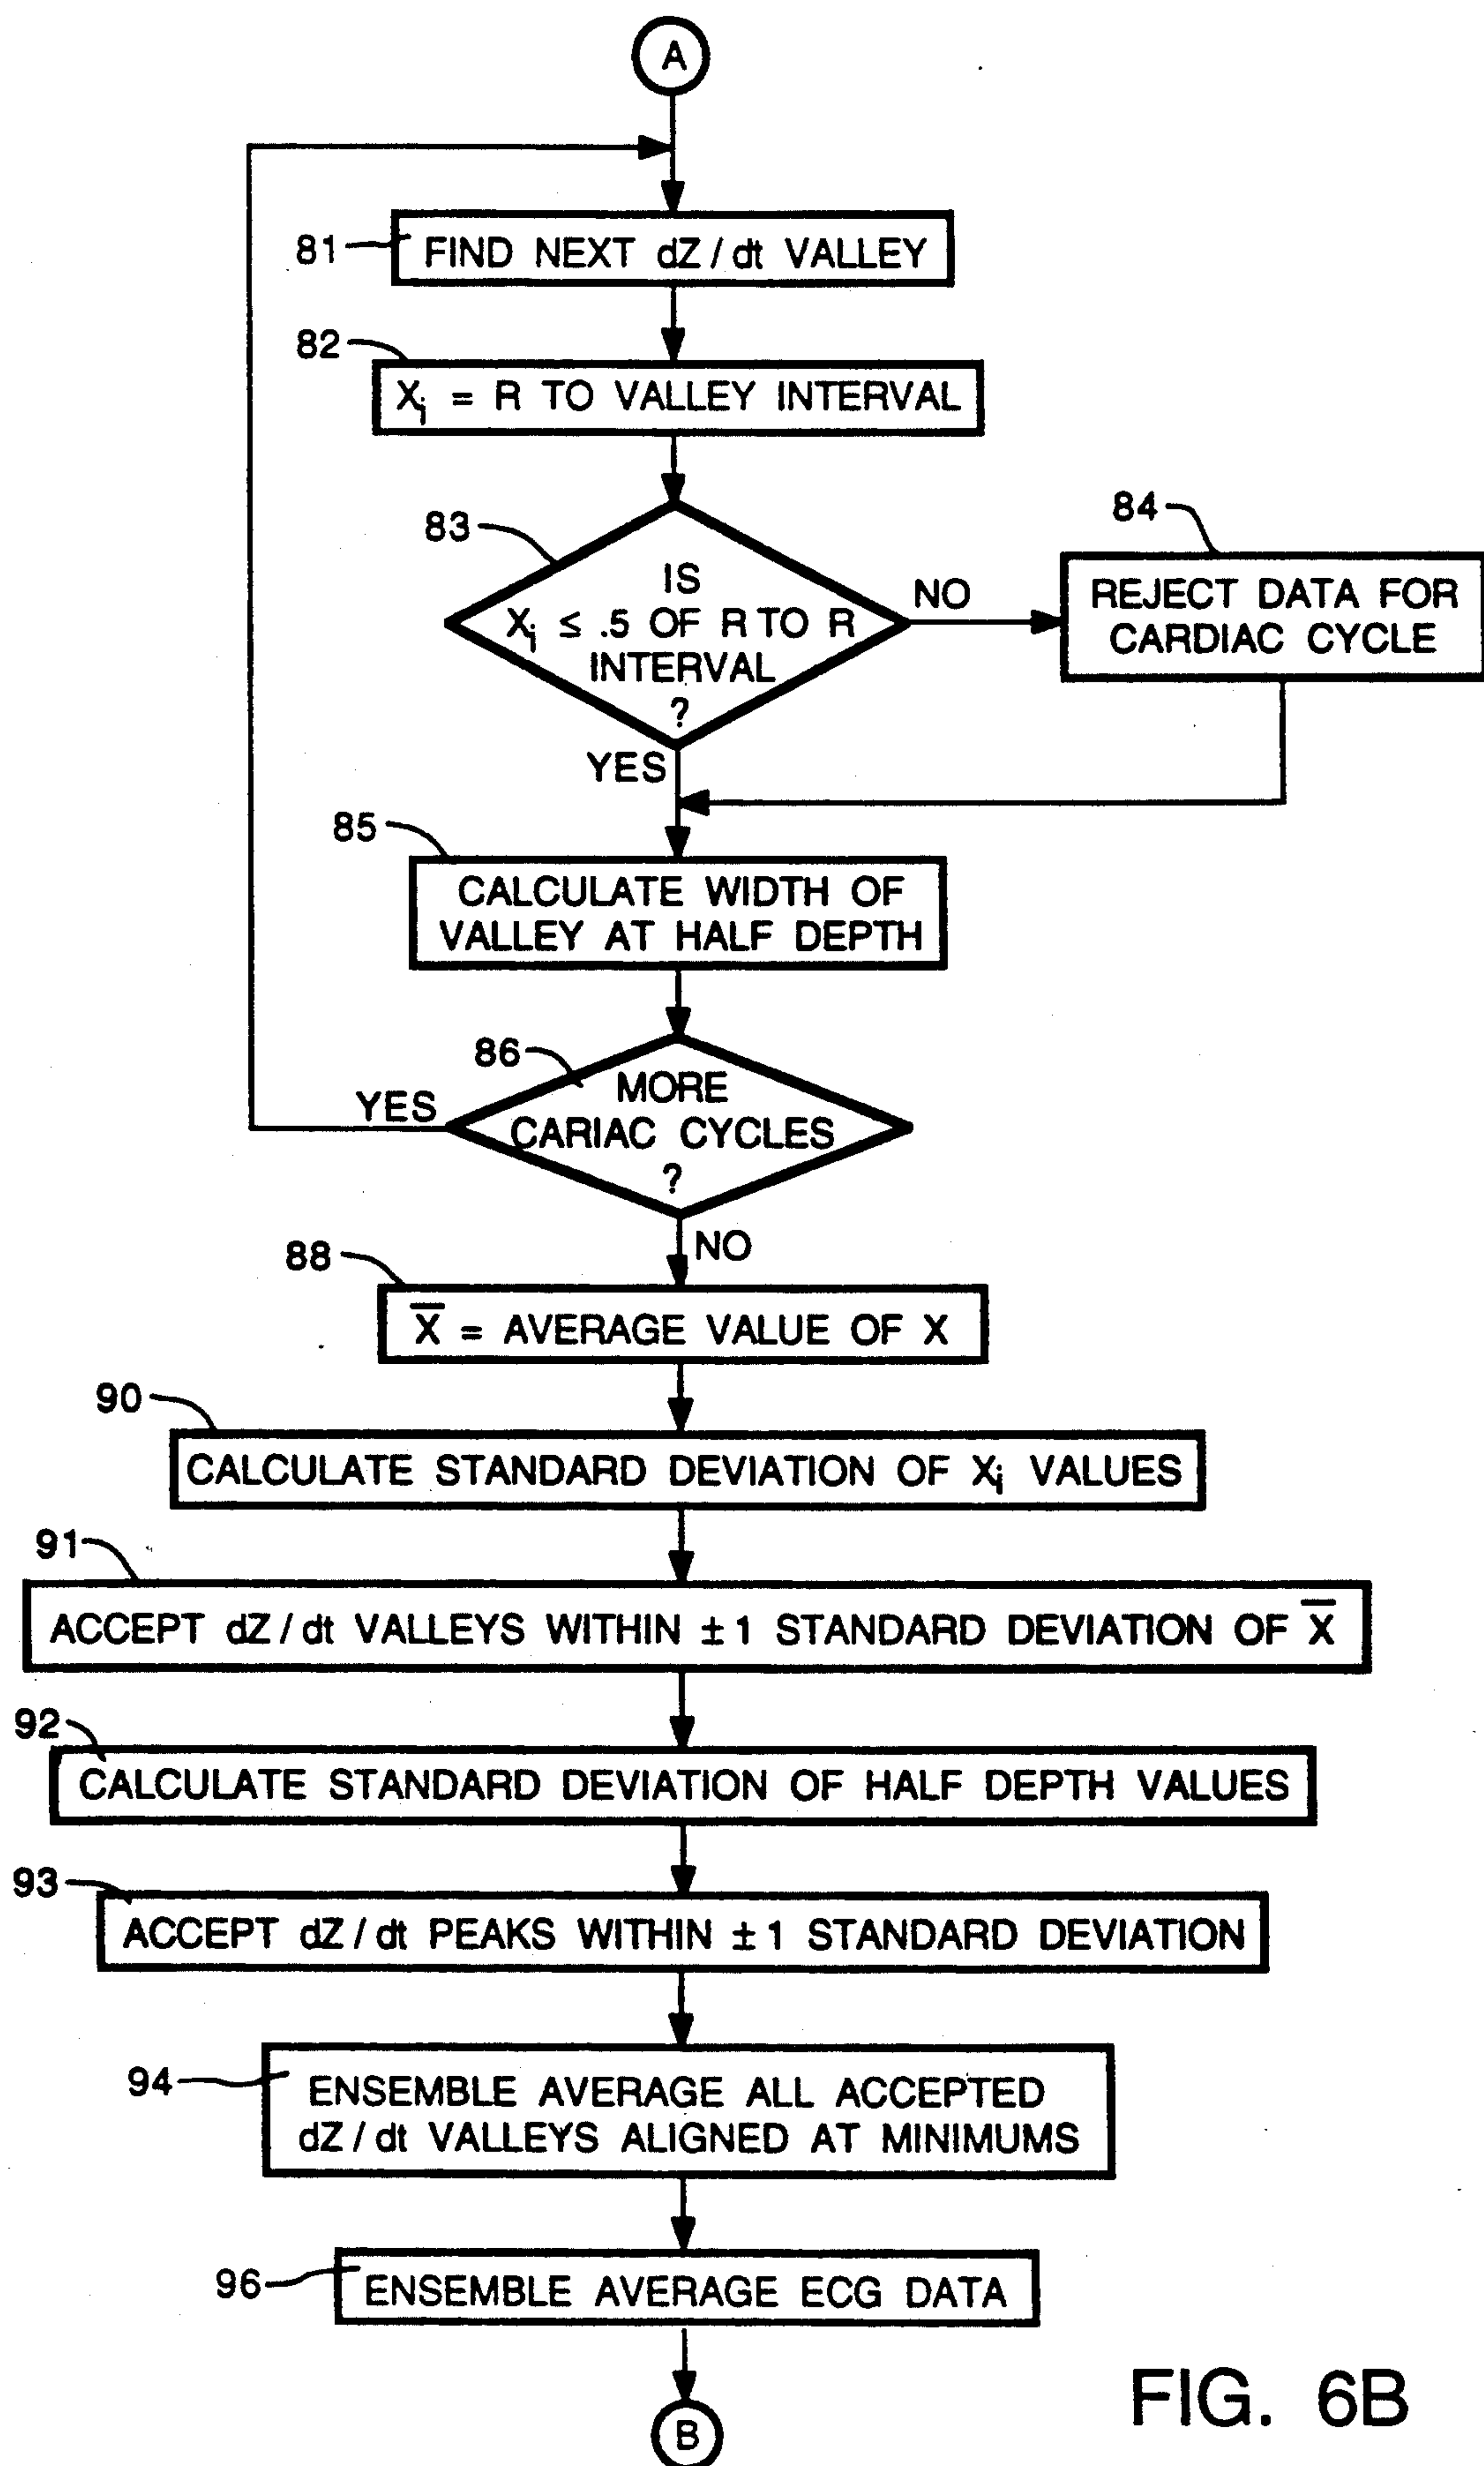 A
81
FIND NEXT dZ / dt VALLEY
82
Xi = R TO VALLEY INTERVAL
83
IS
Xi ≤ .5 OF R TO R
INTERVAL
?
NO
84
REJECT DATA FOR
CARDIAC CYCLE
YES
85
CALCULATE WIDTH OF
VALLEY AT HALF DEPTH
86
MORE
CARIAC CYCLES
?
YES
NO
88
X̅ = AVERAGE VALUE OF X
90
CALCULATE STANDARD DEVIATION OF Xi VALUES
91
ACCEPT dZ / dt VALLEYS WITHIN ± 1 STANDARD DEVIATION OF X̅
92
CALCULATE STANDARD DEVIATION OF HALF DEPTH VALUES
93
ACCEPT dZ / dt PEAKS WITHIN ± 1 STANDARD DEVIATION
94
ENSEMBLE AVERAGE ALL ACCEPTED
dZ / dt VALLEYS ALIGNED AT MINIMUMS
96
ENSEMBLE AVERAGE ECG DATA
B
FIG. 6B